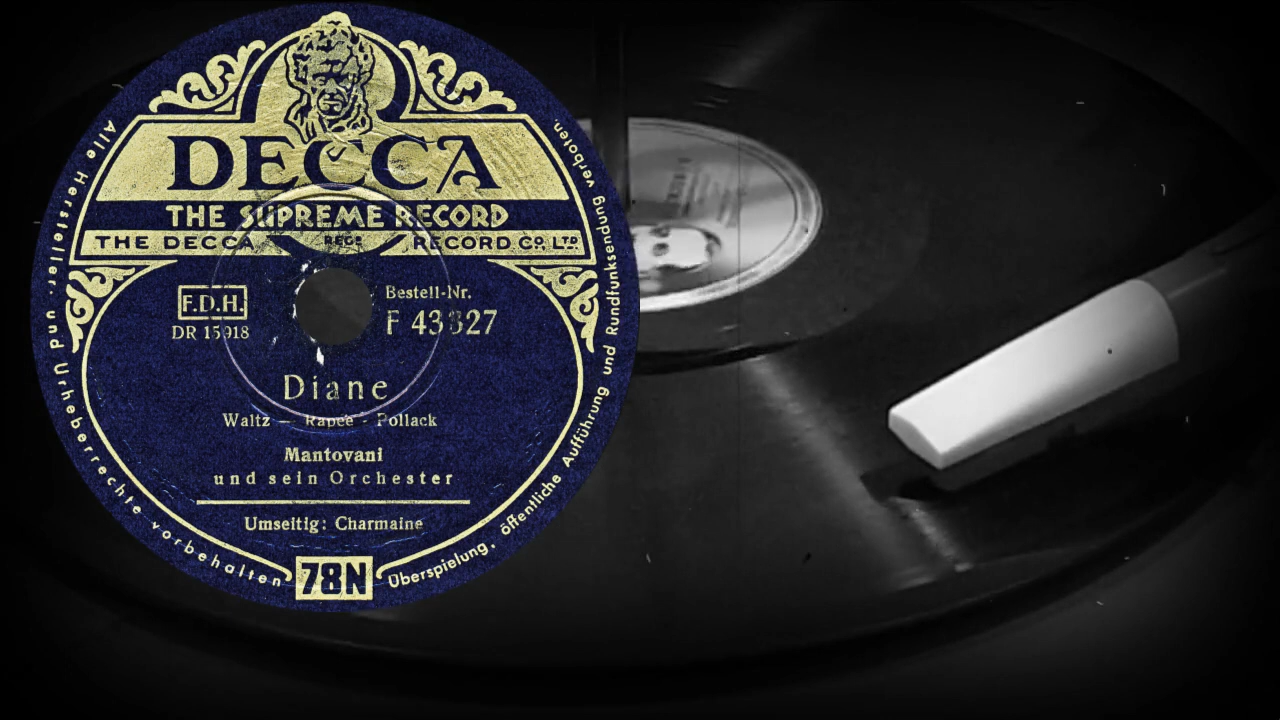 DECCA
THE SUPREME RECORD
THE DECCA REGD RECORD CO. LTD.
F.D.H.
DR 15918
Bestell-Nr.
F 43327
Diane
Waltz – Rapee - Pollack
Mantovani
und sein Orchester
Umseitig: Charmaine
78N
Alle Hersteller- und Urheberrechte vorbehalten
Überspielung, öffentliche Aufführung und Rundfunksendung verboten.